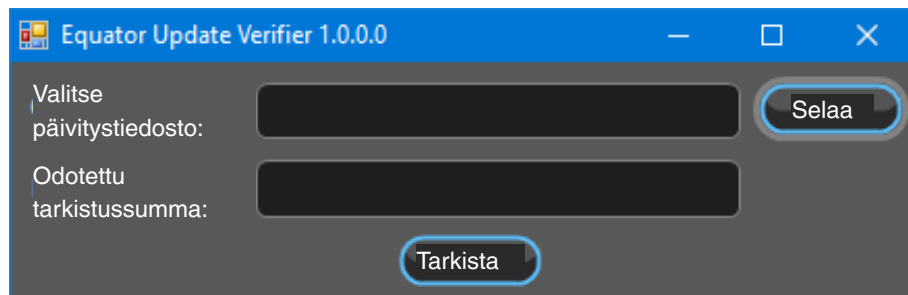 Equator Update Verifier 1.0.0.0
Valitse
päivitystiedosto:
Selaa
Odotettu
tarkistussumma:
Tarkista